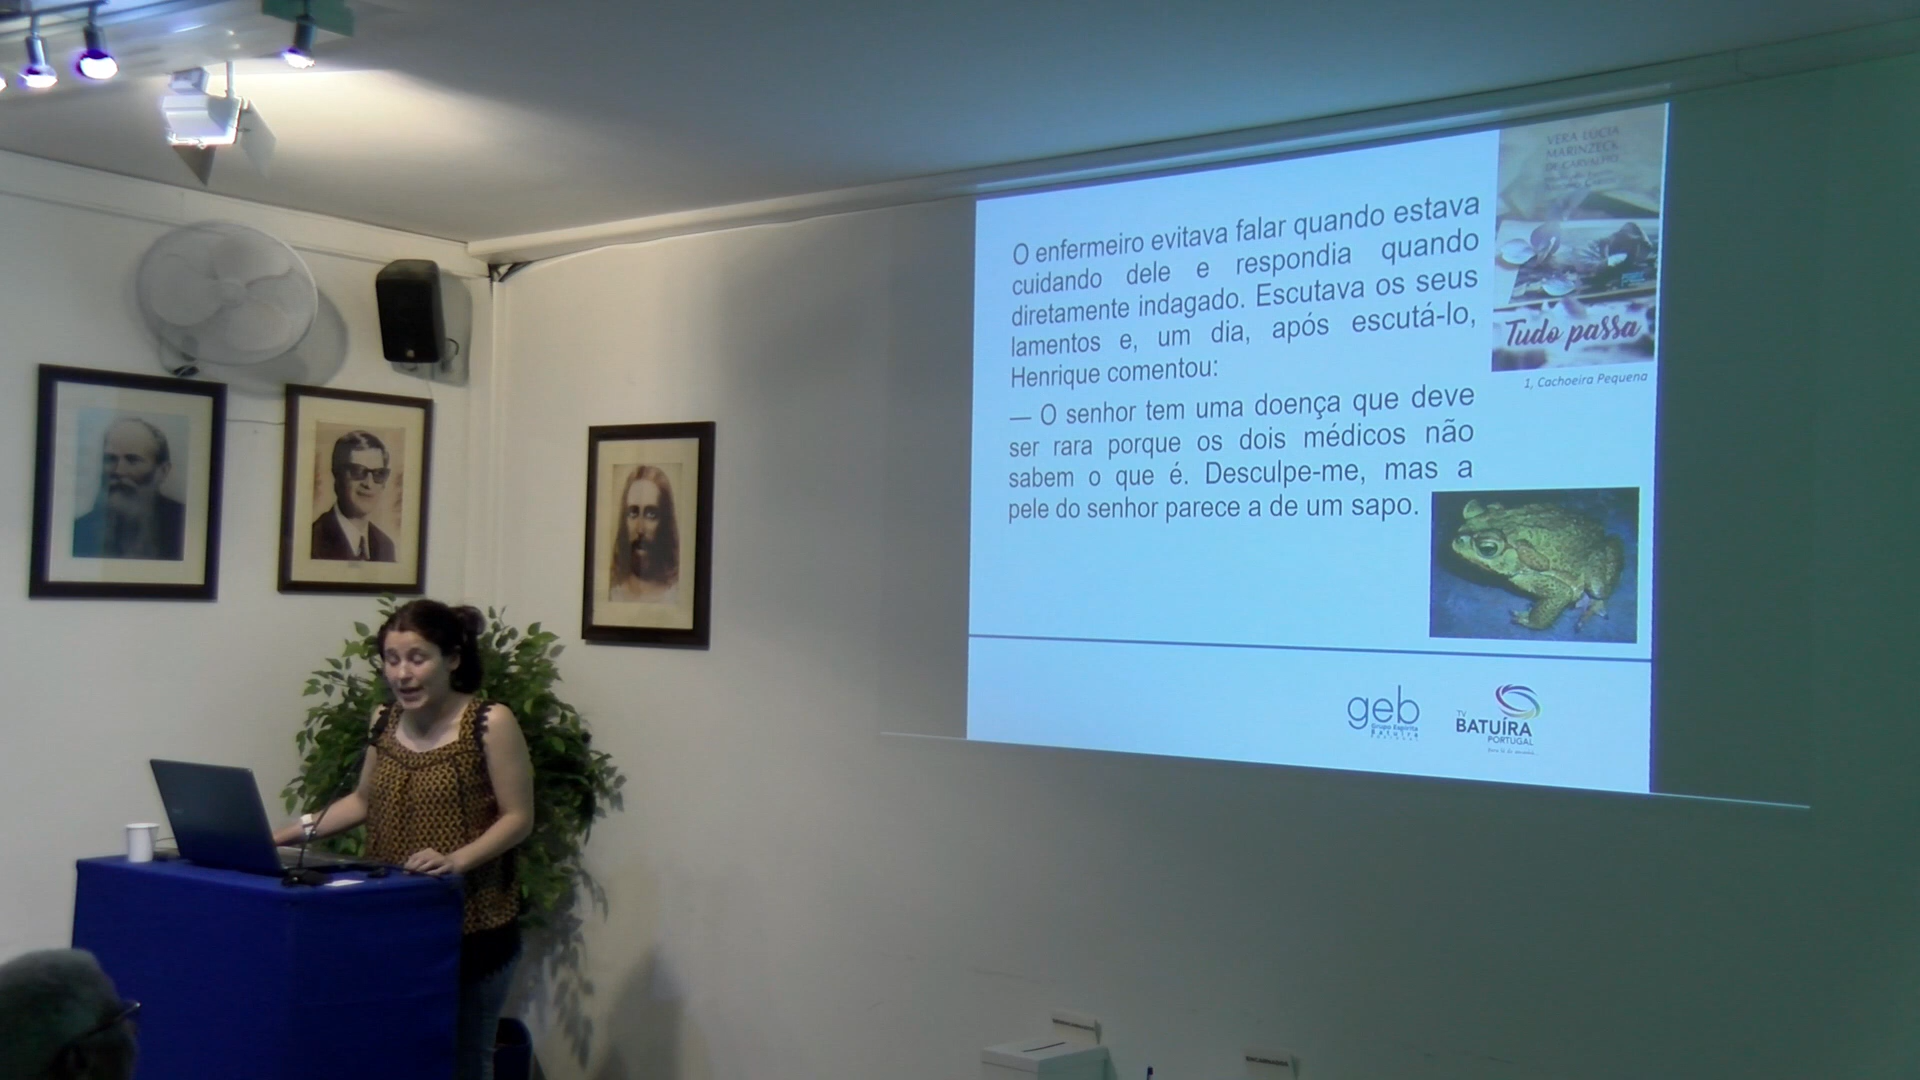 O enfermeiro evitava falar quando estava
cuidando dele e respondia quando
diretamente indagado. Escutava os seus
lamentos e, um dia, após escutá-lo,
Henrique comentou:
— O senhor tem uma doença que deve
ser rara porque os dois médicos não
sabem o que é. Desculpe-me, mas a
pele do senhor parece a de um sapo.
VERA LÚCIA
MARINZECK
DE CARVALHO
Tudo passa
1, Cachoeira Pequena
geb
Grupo Espírita
Batuíra
TV
BATUÍRA
PORTUGAL